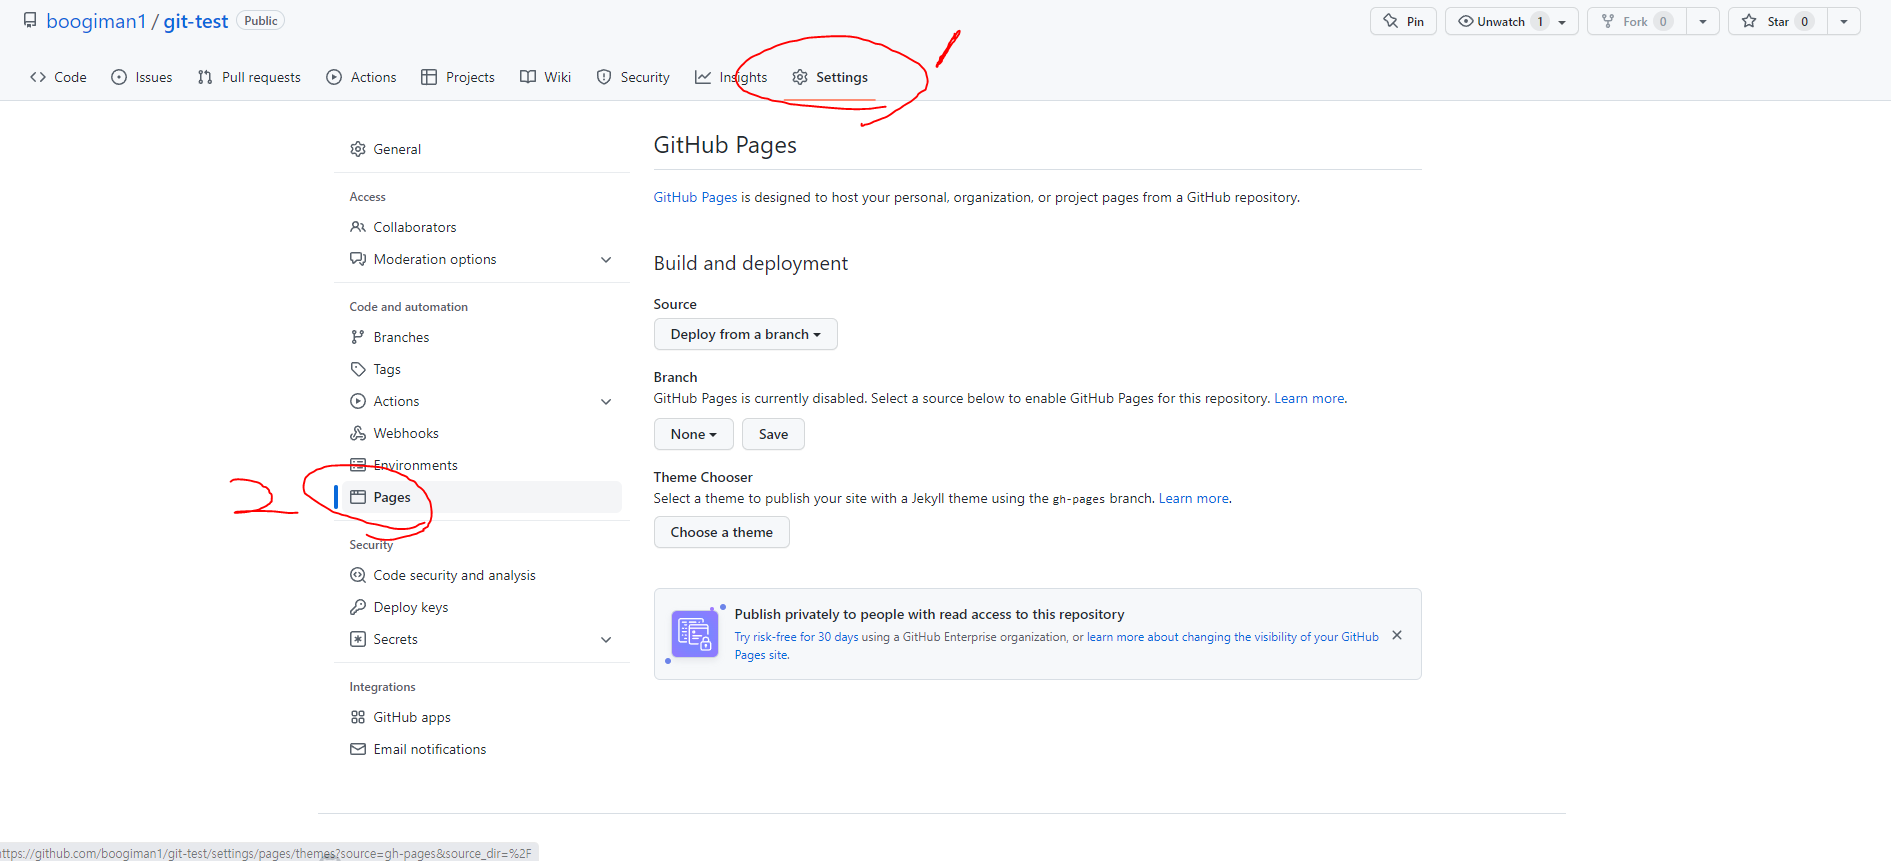 boogiman1 / git-test Public
Pin Unwatch 1 Fork 0 Star 0
Code Issues Pull requests Actions Projects Wiki Security Insights Settings 1
General
Access
Collaborators
Moderation options
Code and automation
Branches
Tags
Actions
Webhooks
Environments
2 Pages
Security
Code security and analysis
Deploy keys
Secrets
Integrations
GitHub apps
Email notifications
GitHub Pages
GitHub Pages is designed to host your personal, organization, or project pages from a GitHub repository.
Build and deployment
Source
Deploy from a branch
Branch
GitHub Pages is currently disabled. Select a source below to enable GitHub Pages for this repository. Learn more.
None Save
Theme Chooser
Select a theme to publish your site with a Jekyll theme using the gh-pages branch. Learn more.
Choose a theme
Publish privately to people with read access to this repository
Try risk-free for 30 days using a GitHub Enterprise organization, or learn more about changing the visibility of your GitHub
Pages site.
https://github.com/boogiman1/git-test/settings/pages/themes?source=gh-pages&source_dir=%2F